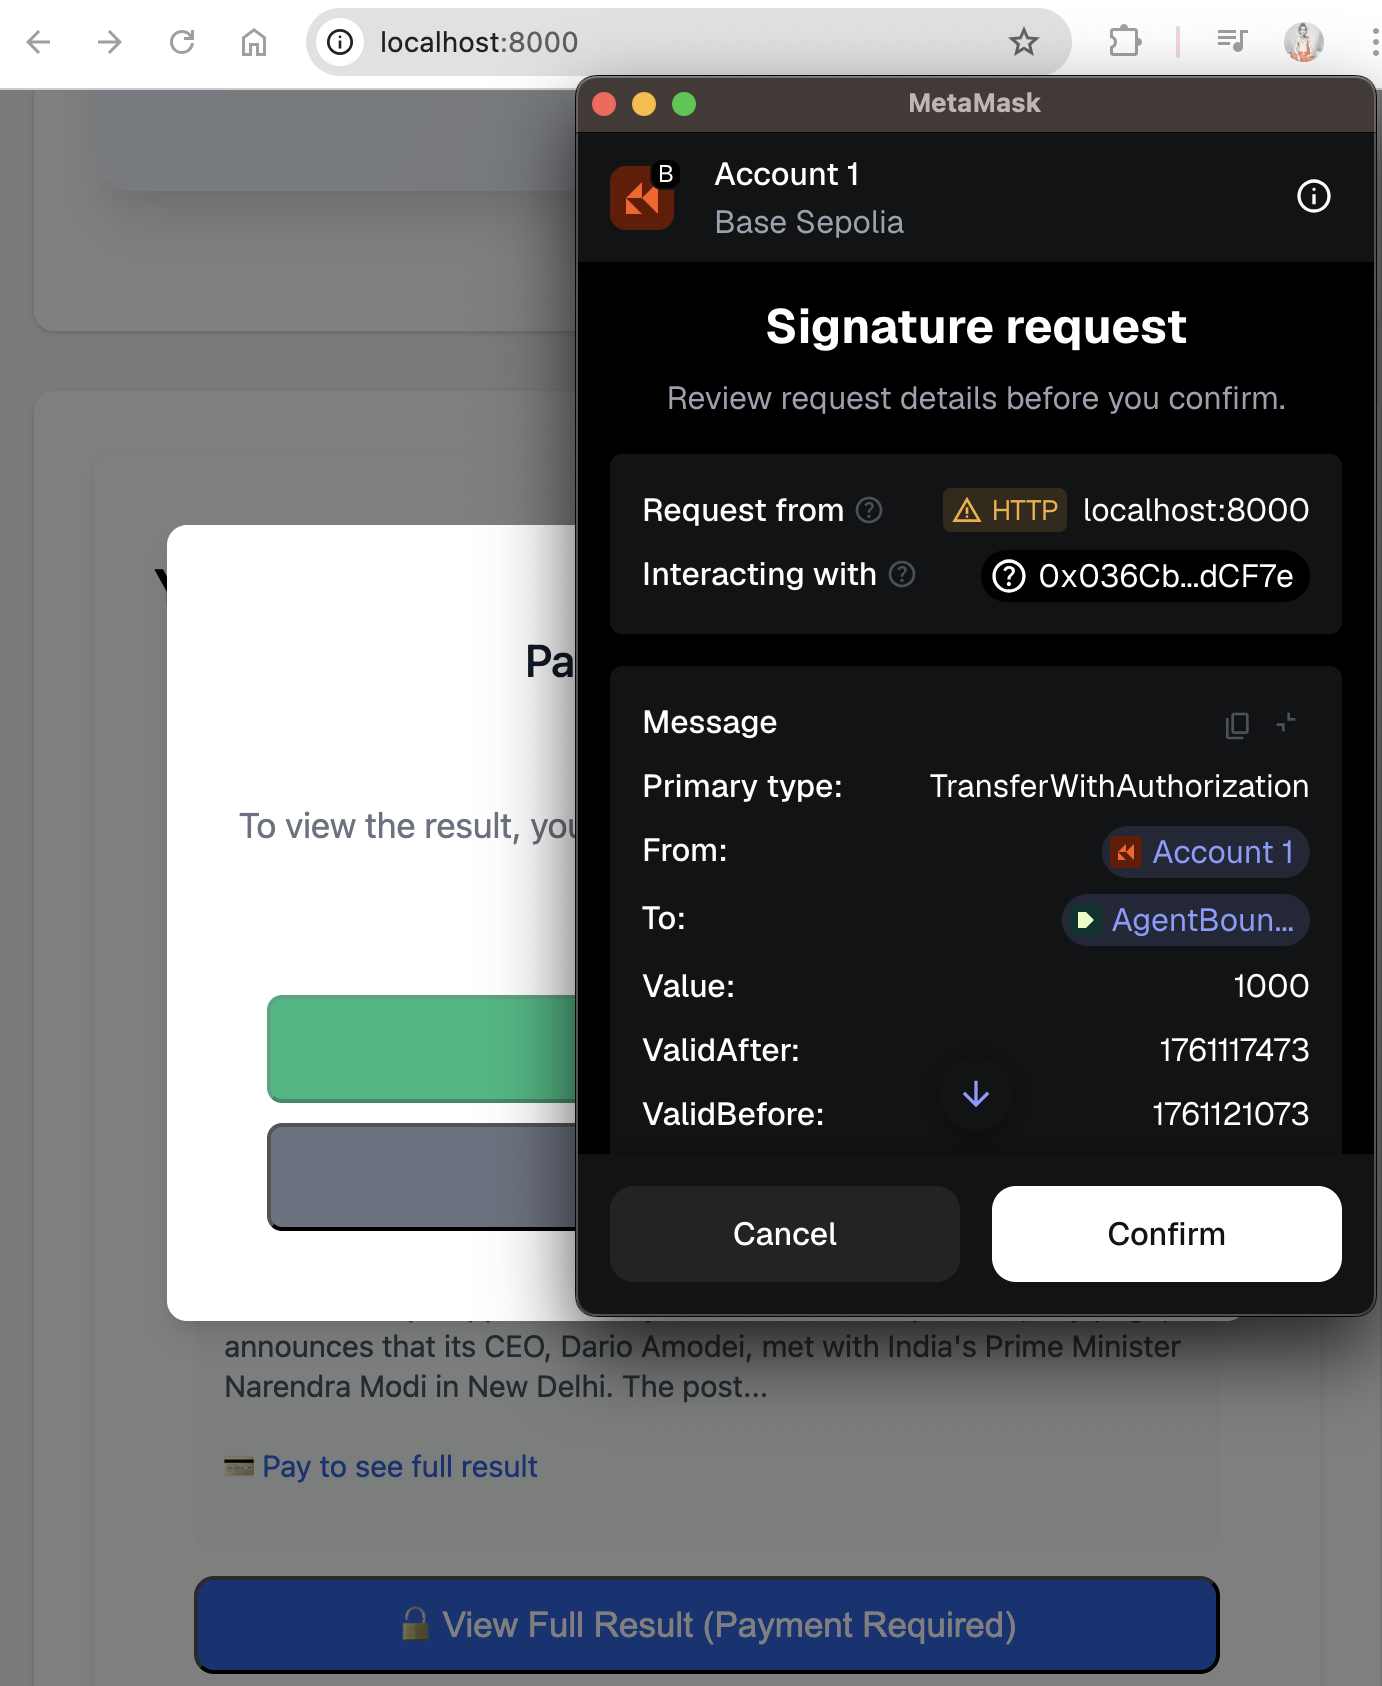 localhost:8000
MetaMask
B
Account 1
Base Sepolia
Signature request
Review request details before you confirm.
Request from
HTTP localhost:8000
Interacting with
0x036Cb...dCF7e
Message
Primary type: TransferWithAuthorization
From: Account 1
To: AgentBoun...
Value: 1000
ValidAfter: 1761117473
ValidBefore: 1761121073
Cancel
Confirm
Pa
To view the result, you
announces that its CEO, Dario Amodei, met with India's Prime Minister
Narendra Modi in New Delhi. The post...
Pay to see full result
View Full Result (Payment Required)